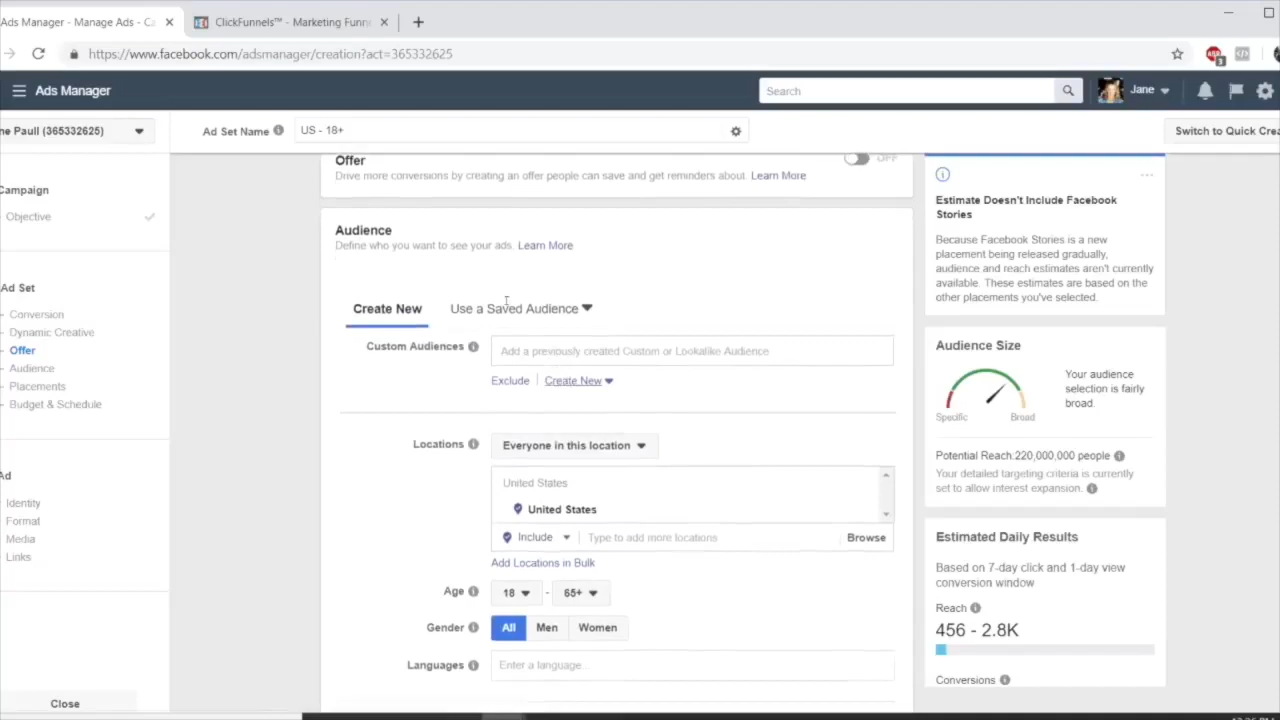 Ads Manager - Manage Ads - Ca
ClickFunnels™ - Marketing Funn
https://www.facebook.com/adsmanager/creation?act=365332625
Ads Manager
Search
Jane
ne Paull (365332625)
Ad Set Name
US - 18+
Switch to Quick Crea
Campaign
Objective
Ad Set
Conversion
Dynamic Creative
Offer
Audience
Placements
Budget & Schedule
Ad
Identity
Format
Media
Links
Close
Offer
OFF
Drive more conversions by creating an offer people can save and get reminders about. Learn More
Audience
Define who you want to see your ads. Learn More
Create New
Use a Saved Audience
Custom Audiences
Add a previously created Custom or Lookalike Audience
Exclude
Create New
Locations
Everyone in this location
United States
United States
Include
Type to add more locations
Browse
Add Locations in Bulk
Age
18
-
65+
Gender
All
Men
Women
Languages
Enter a language...
Estimate Doesn't Include Facebook
Stories
Because Facebook Stories is a new
placement being released gradually,
audience and reach estimates aren't currently
available. These estimates are based on the
other placements you've selected.
Audience Size
Your audience
selection is fairly
broad.
Specific
Broad
Potential Reach:220,000,000 people
Your detailed targeting criteria is currently
set to allow interest expansion.
Estimated Daily Results
Based on 7-day click and 1-day view
conversion window
Reach
456 - 2.8K
Conversions